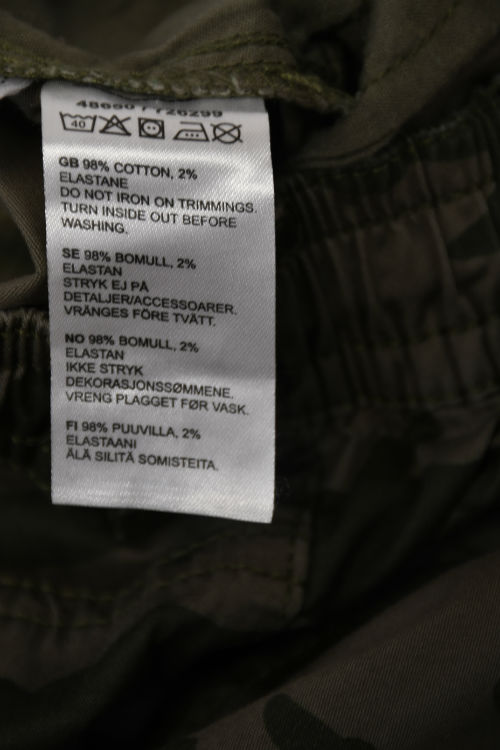 40
GB 98% COTTON, 2%
ELASTANE
DO NOT IRON ON TRIMMINGS.
TURN INSIDE OUT BEFORE
WASHING.
SE 98% BOMULL, 2%
ELASTAN
STRYK EJ PÅ
DETALJER/ACCESSOARER.
VRÄNGES FÖRE TVÄTT.
NO 98% BOMULL, 2%
ELASTAN
IKKE STRYK
DEKORASJONSSØMMENE.
VRENG PLAGGET FØR VASK.
FI 98% PUUVILLA, 2%
ELASTAANI
ÄLÄ SILITÄ SOMISTEITA.